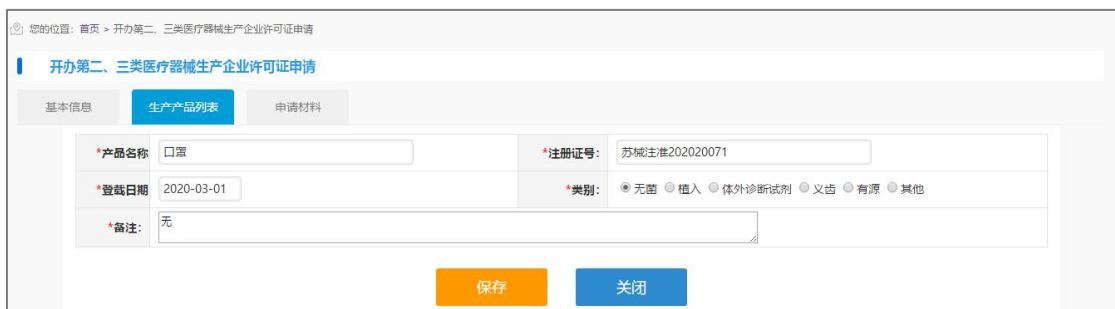 您的位置：首页 > 开办第二、三类医疗器械生产企业许可证申请
开办第二、三类医疗器械生产企业许可证申请
基本信息 生产产品列表 申请材料
*产品名称 口罩 *注册证号： 苏械注准202020071
*登载日期 2020-03-01 *类别： 无菌 植入 体外诊断试剂 义齿 有源 其他
*备注： 无
保存 关闭